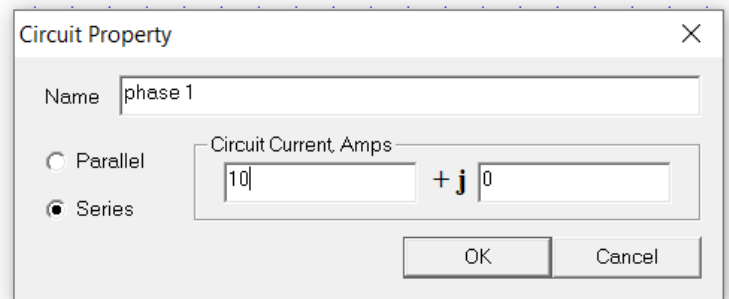 Circuit Property
Name phase 1
Parallel
Series
Circuit Current, Amps
10 + j 0
OK Cancel